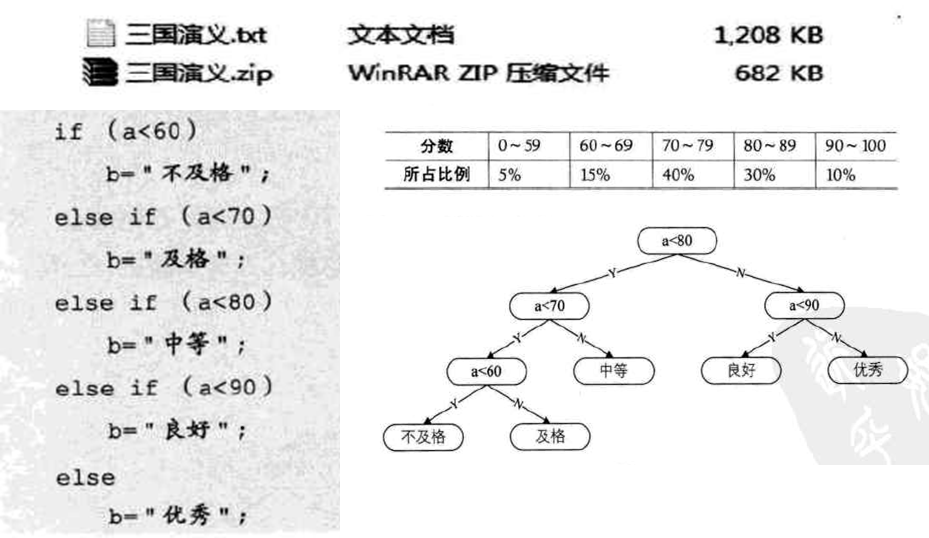 三国演义.txt 文本文档 1,208 KB
三国演义.zip WinRAR ZIP 压缩文件 682 KB
if (a<60)
b="不及格";
else if (a<70)
b="及格";
else if (a<80)
b="中等";
else if (a<90)
b="良好";
else
b="优秀";
分数 0~59 60~69 70~79 80~89 90~100
所占比例 5% 15% 40% 30% 10%
a<80
Y N
a<70 a<90
Y N Y N
a<60 中等 良好 优秀
Y N
不及格 及格